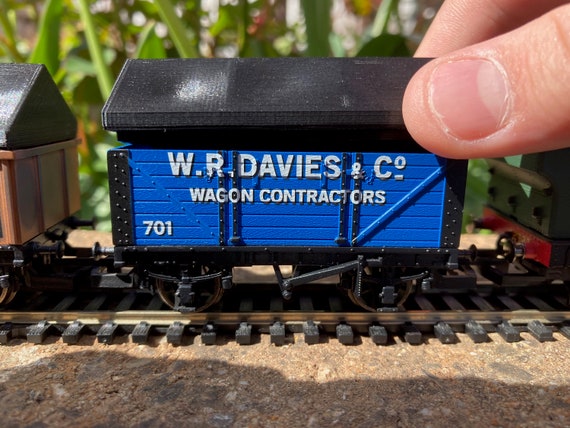 W.R. DAVIES & Cº
WAGON CONTRACTORS
701